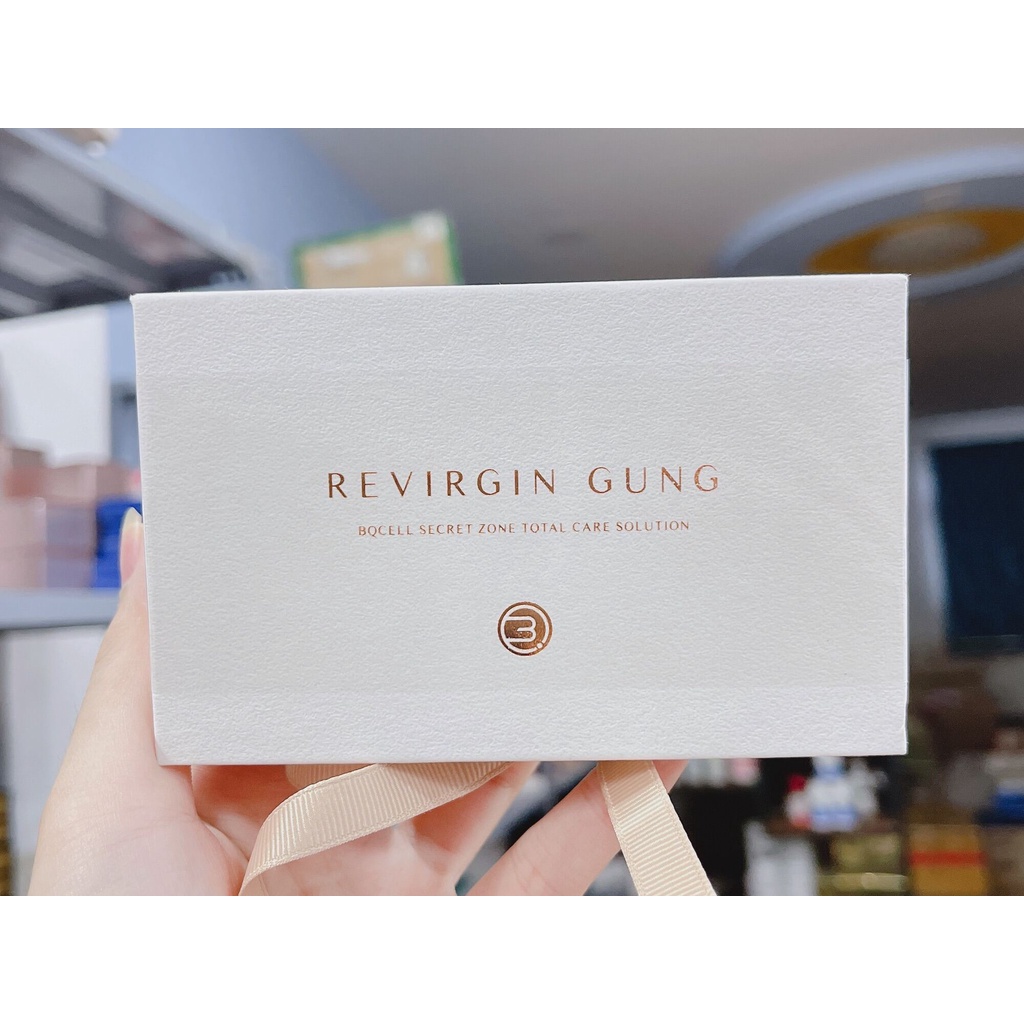 REVIRGIN GUNG
BQCELL SECRET ZONE TOTAL CARE SOLUTION